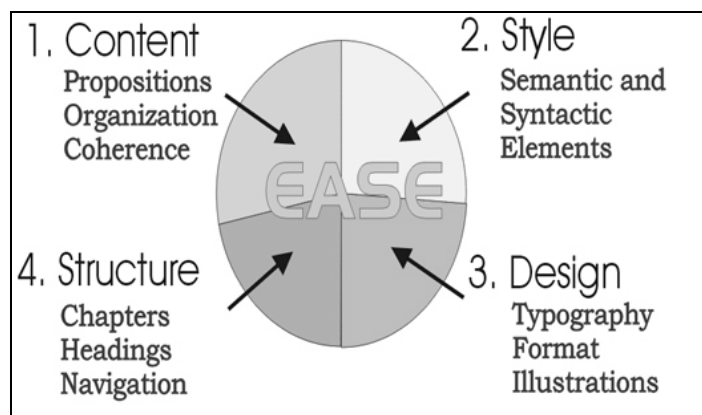 1. Content
Propositions
Organization
Coherence
2. Style
Semantic and
Syntactic
Elements
EASE
4. Structure
Chapters
Headings
Navigation
3. Design
Typography
Format
Illustrations